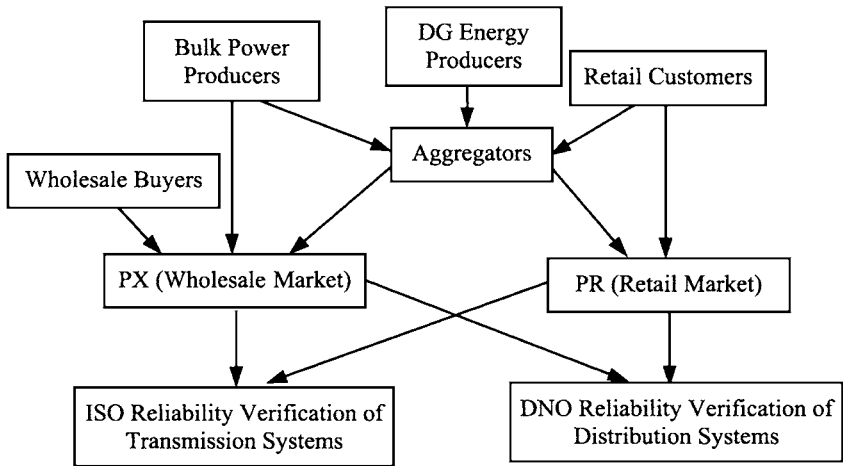 Bulk Power
Producers
DG Energy
Producers
Retail Customers
Aggregators
Wholesale Buyers
PX (Wholesale Market)
PR (Retail Market)
ISO Reliability Verification of
Transmission Systems
DNO Reliability Verification of
Distribution Systems